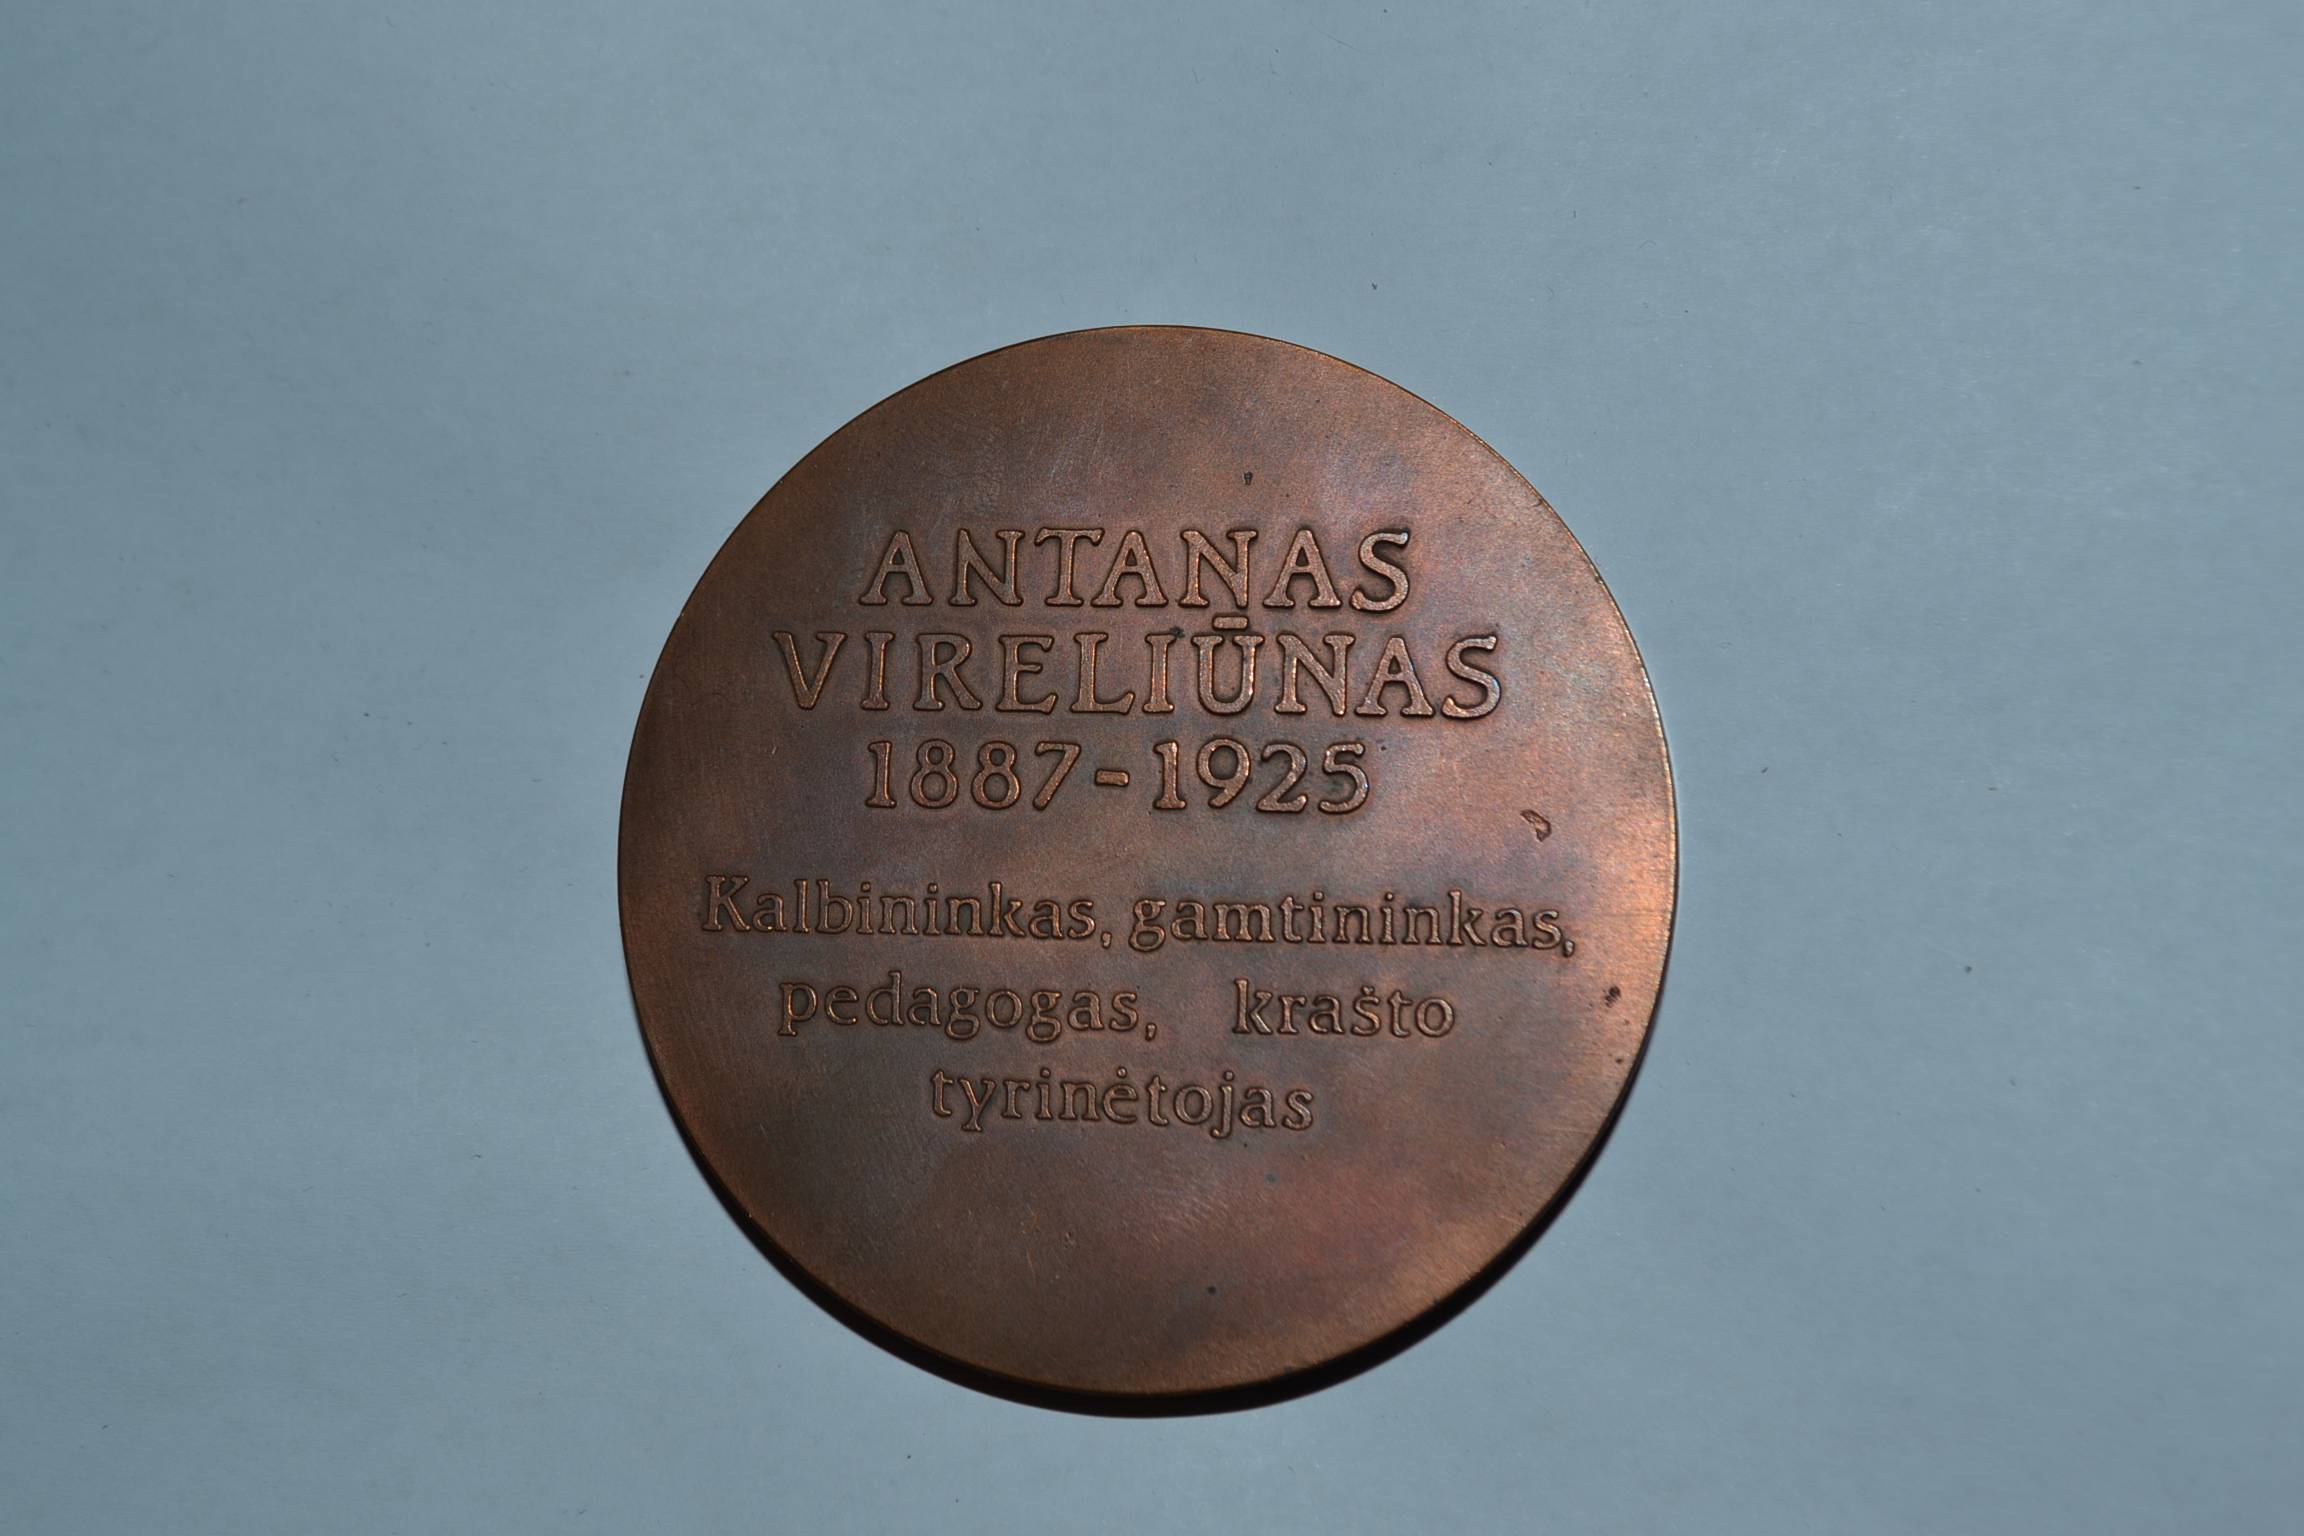 ANTANAS
VIRELIŪNAS
1887-1925
Kalbininkas, gamtininkas,
pedagogas, krašto
tyrinėtojas